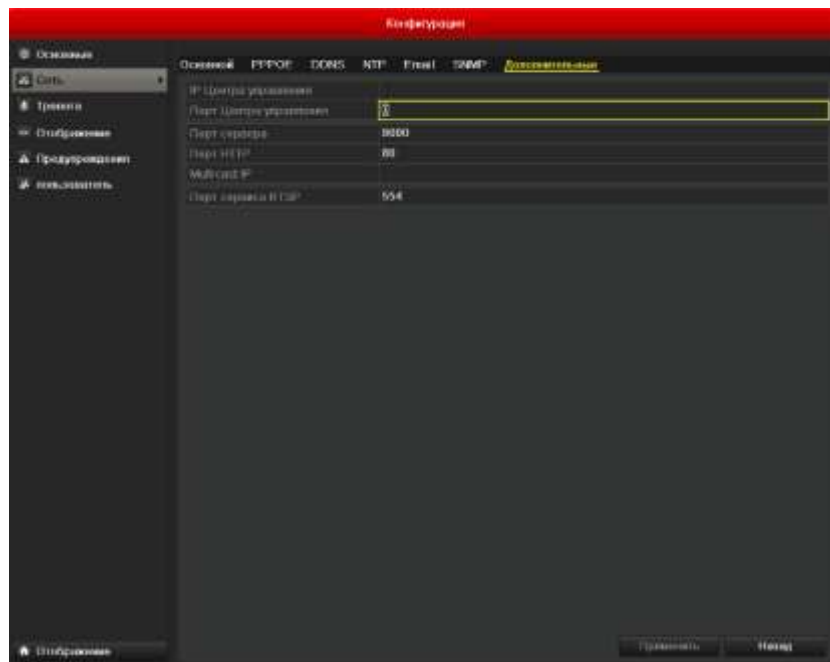 Конфигурация
Основные
Сеть
Тревога
Отображение
Предупреждения
пользователь
Основной PPPOE DDNS NTP Email SNMP Дополнительные
IP Центра управления
Порт Центра управления 0
Порт сервера 8000
Порт HTTP 80
Multicast IP
Порт сервиса RTSP 554
Применить Назад
Отображение